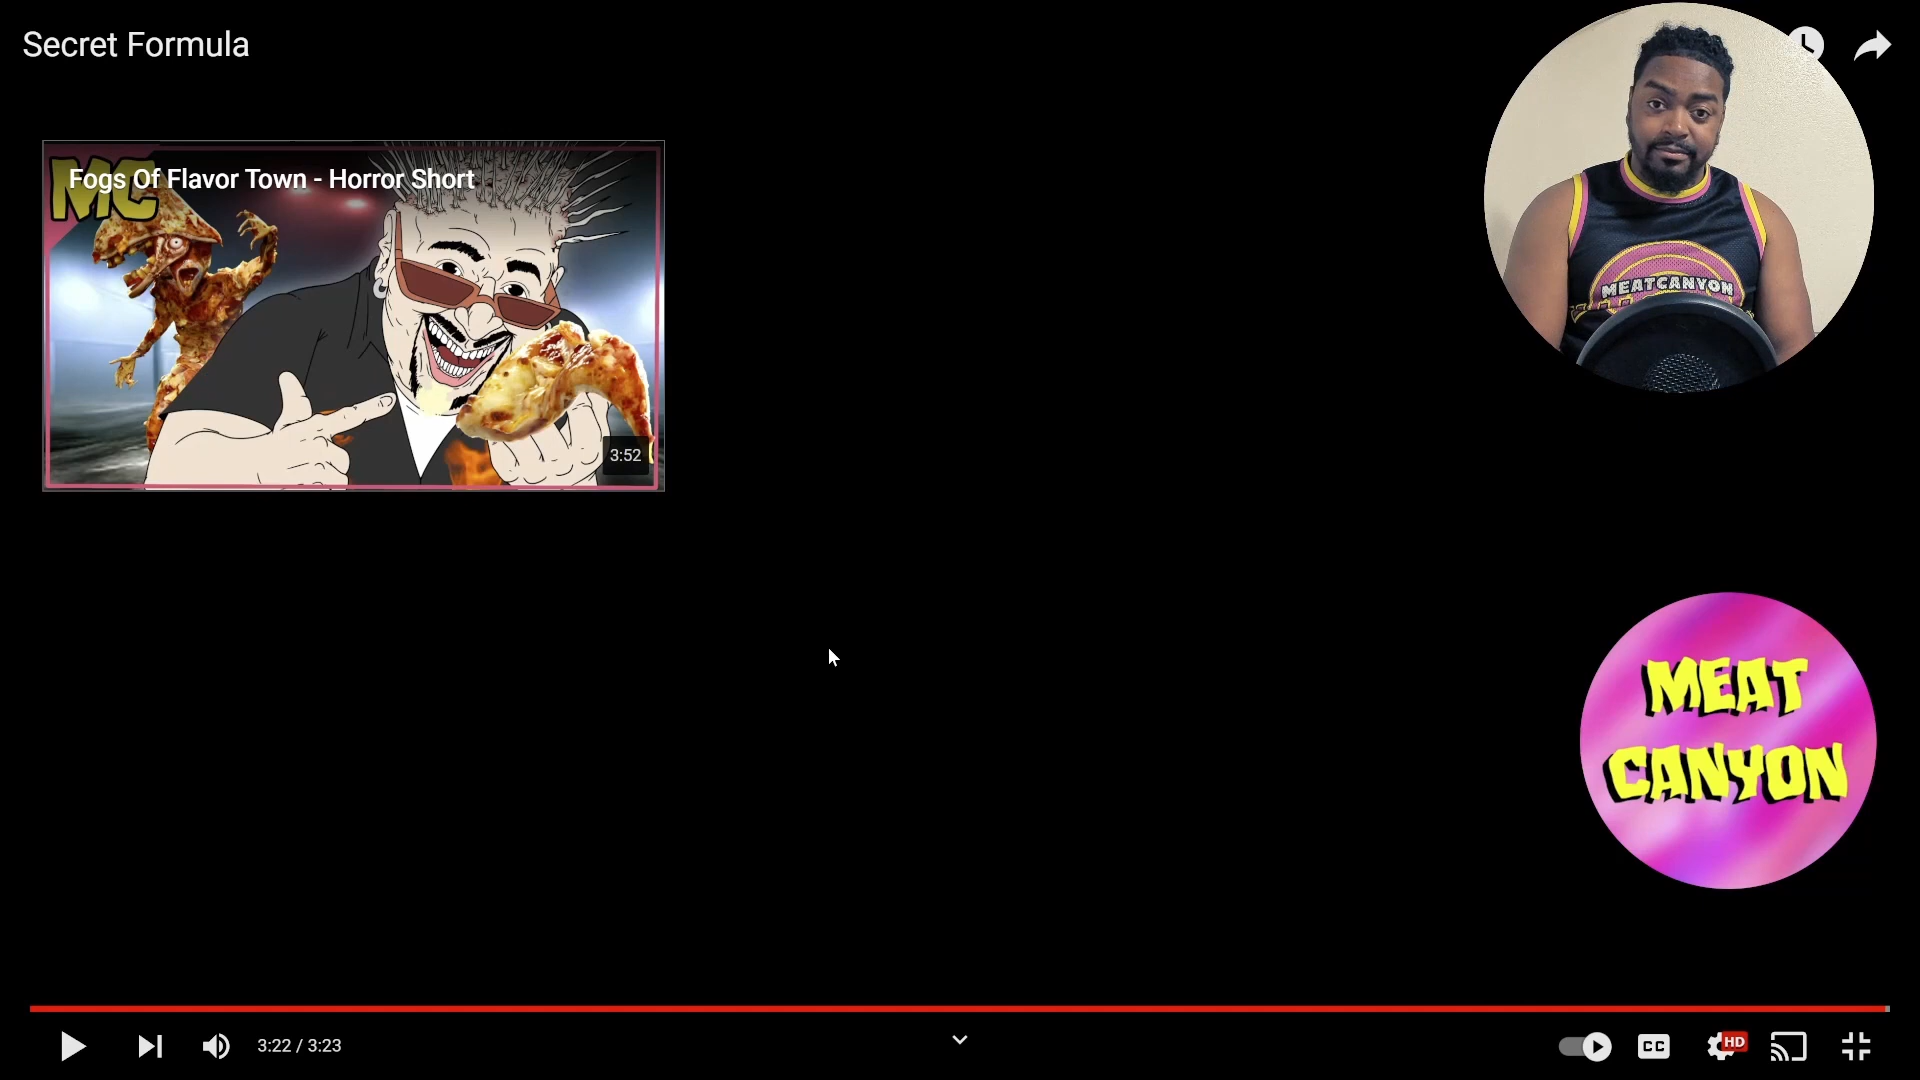 Secret Formula
MC
Fogs Of Flavor Town - Horror Short
3:52
MEATCANYON
MEAT
CANYON
3:22 / 3:23
CC
HD